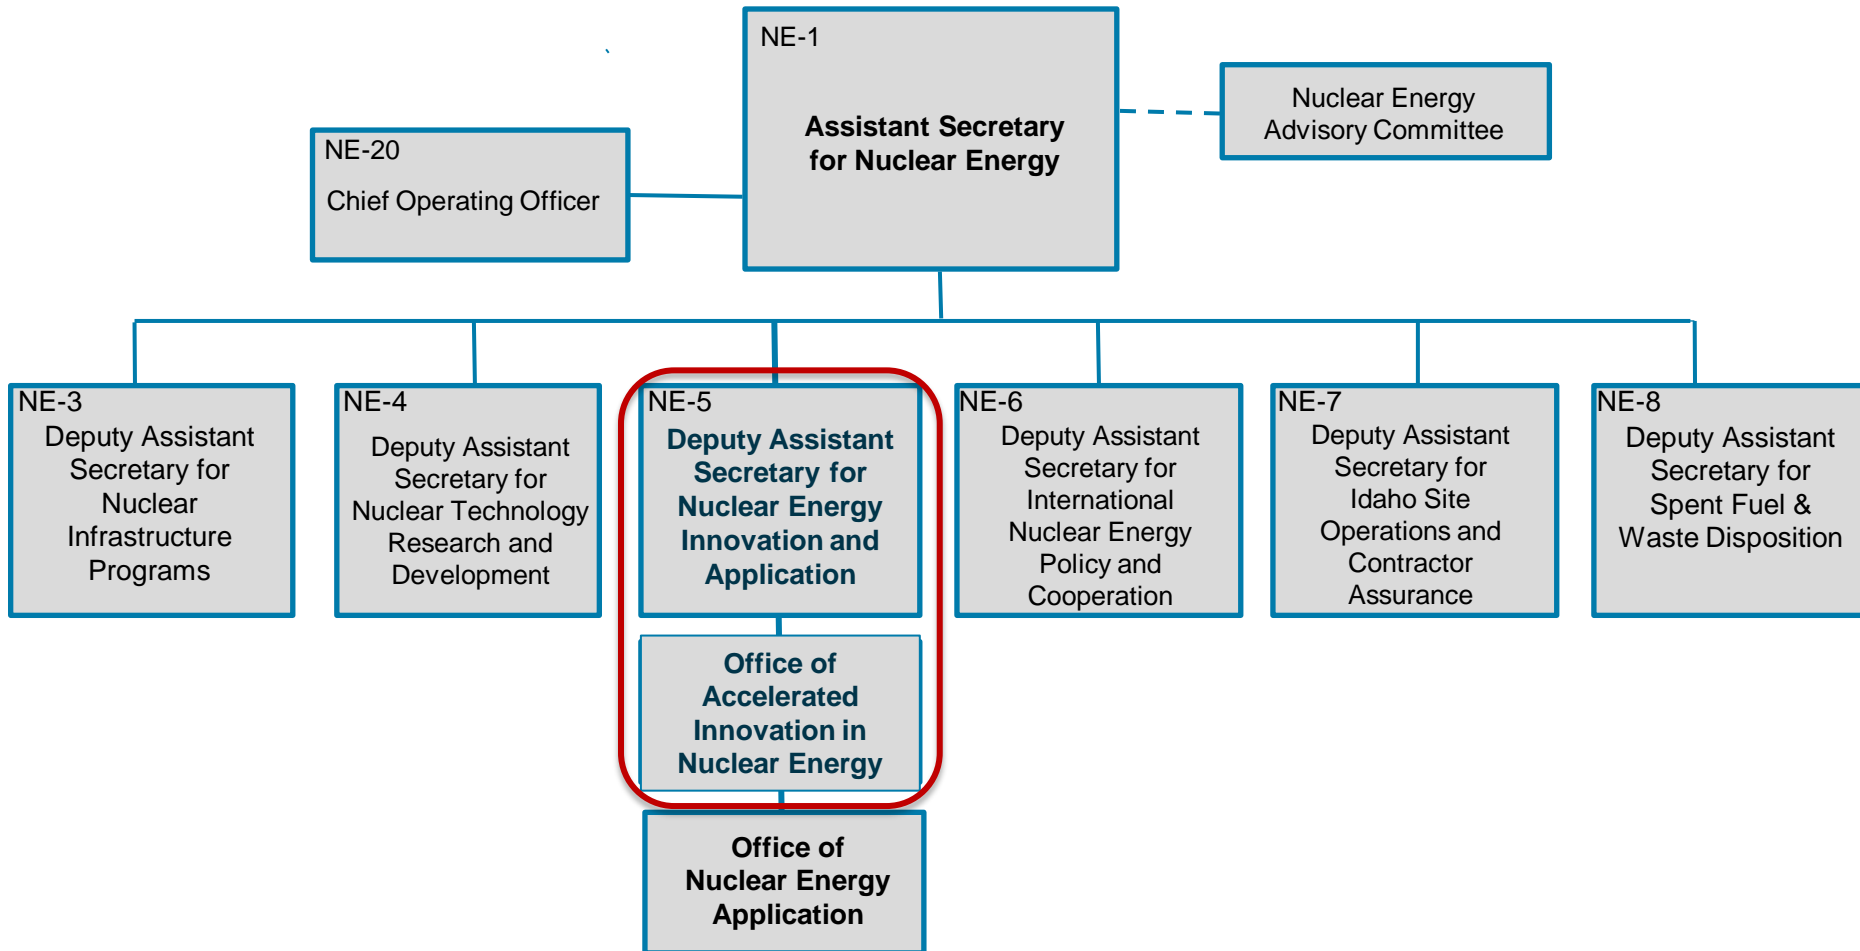 NE-1
Assistant Secretary
for Nuclear Energy
Nuclear Energy
Advisory Committee
NE-20
Chief Operating Officer
NE-3
Deputy Assistant
Secretary for
Nuclear
Infrastructure
Programs
NE-4
Deputy Assistant
Secretary for
Nuclear Technology
Research and
Development
NE-5
Deputy Assistant
Secretary for
Nuclear Energy
Innovation and
Application
NE-6
Deputy Assistant
Secretary for
International
Nuclear Energy
Policy and
Cooperation
NE-7
Deputy Assistant
Secretary for
Idaho Site
Operations and
Contractor
Assurance
NE-8
Deputy Assistant
Secretary for
Spent Fuel &
Waste Disposition
Office of
Accelerated
Innovation in
Nuclear Energy
Office of
Nuclear Energy
Application